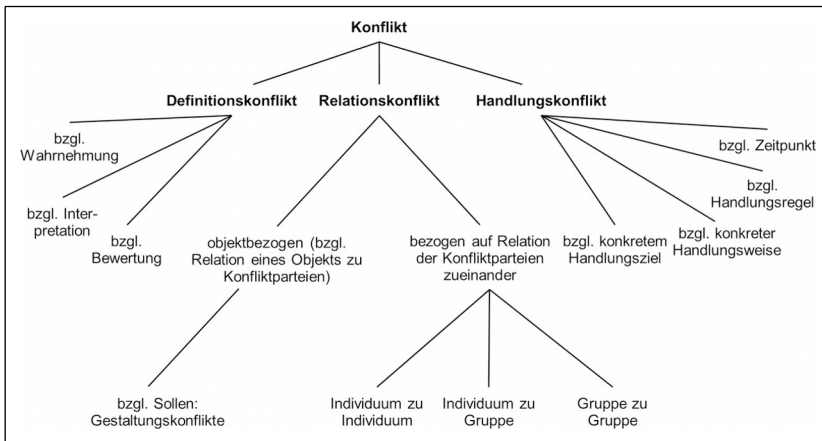 Konflikt
Definitionskonflikt
Relationskonflikt
Handlungskonflikt
bzgl.
Wahrnehmung
bzgl. Inter-
pretation
bzgl.
Bewertung
objektbezogen (bzgl.
Relation eines Objekts zu
Konfliktparteien)
bezogen auf Relation
der Konfliktparteien
zueinander
bzgl. konkretem
Handlungsziel
bzgl. konkreter
Handlungsweise
bzgl.
Handlungsregel
bzgl. Zeitpunkt
bzgl. Sollen:
Gestaltungskonflikte
Individuum zu
Individuum
Individuum zu
Gruppe
Gruppe zu
Gruppe